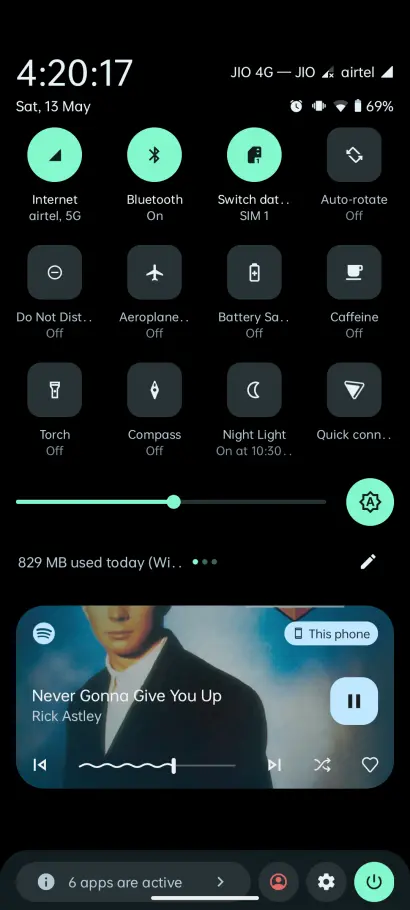 4:20:17
JIO 4G — JIO airtel
Sat, 13 May
69%
Internet
airtel, 5G
Bluetooth
On
Switch dat..
SIM 1
Auto-rotate
Off
Do Not Dist..
Off
Aeroplane..
Off
Battery Sa..
Off
Caffeine
Off
Torch
Off
Compass
Off
Night Light
On at 10:30..
Quick conn..
A
829 MB used today (Wi..
This phone
Never Gonna Give You Up
Rick Astley
6 apps are active